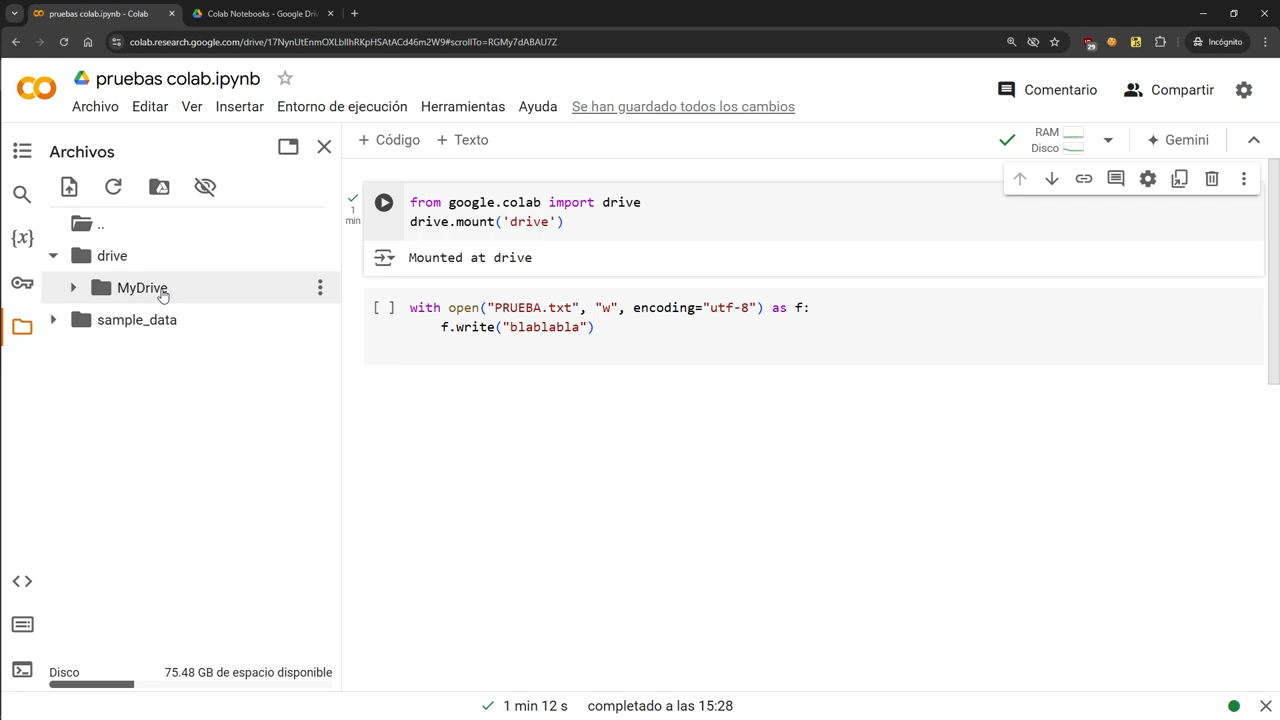 pruebas colab.ipynb - Colab
Colab Notebooks - Google Dri
colab.research.google.com/drive/17NynUtEnmOXLblIhRKpHSAtACd46m2W9#scrollTo=RGMy7dABAU7Z
29
Incógnito
pruebas colab.ipynb
Archivo Editar Ver Insertar Entorno de ejecución Herramientas Ayuda Se han guardado todos los cambios
Comentario
Compartir
Archivos
+ Código + Texto
RAM
Disco
Gemini
..
drive
MyDrive
sample_data
1
min
from google.colab import drive
drive.mount('drive')
Mounted at drive
[ ] with open("PRUEBA.txt", "w", encoding="utf-8") as f:
f.write("blablabla")
{x}
Disco 75.48 GB de espacio disponible
1 min 12 s completado a las 15:28